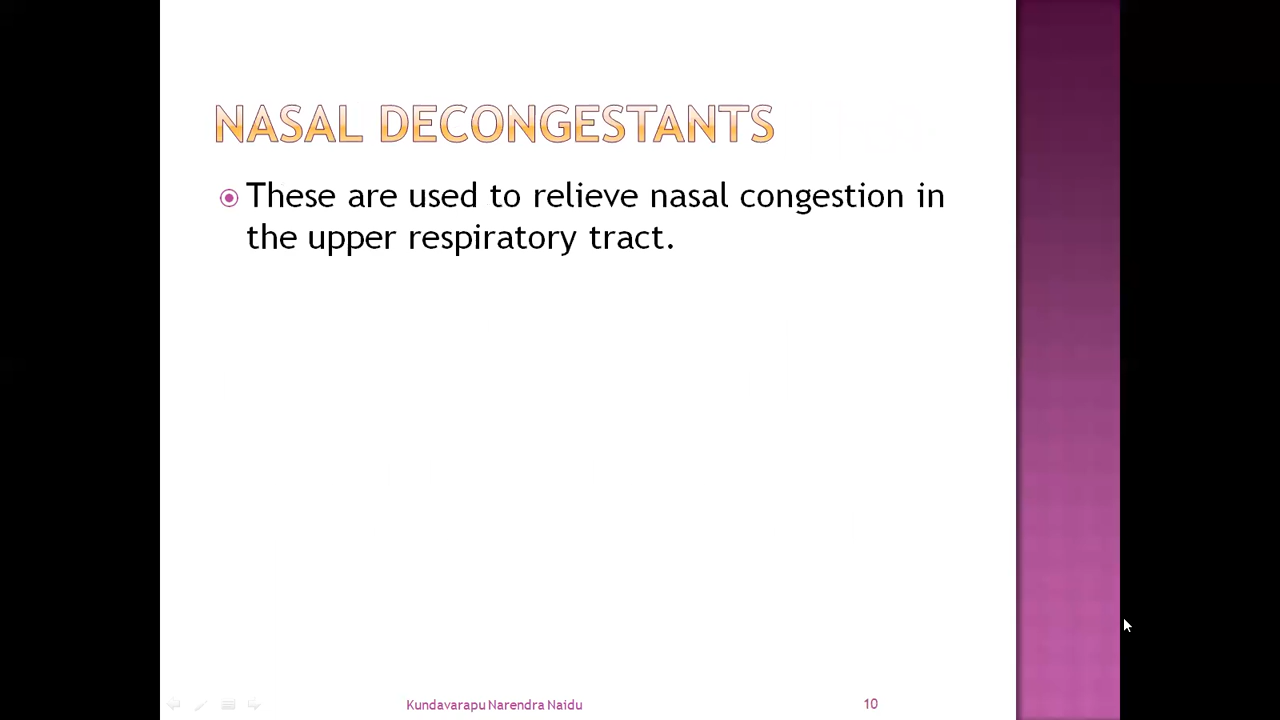 NASAL DECONGESTANTS
These are used to relieve nasal congestion in
the upper respiratory tract.
Kundavarapu Narendra Naidu
10